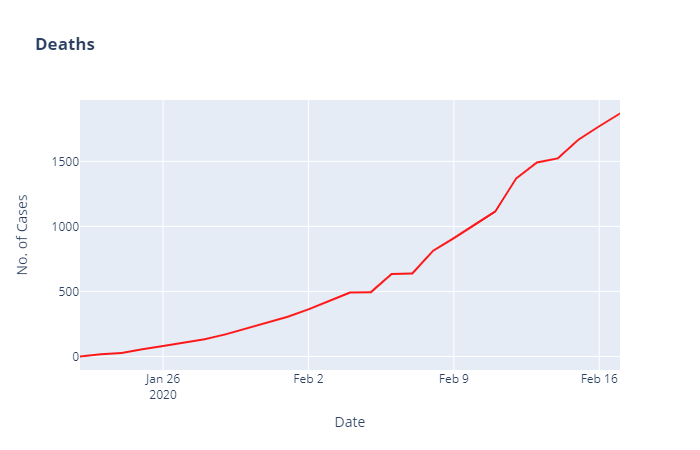 Deaths
No. of Cases
1500
1000
500
0
Jan 26
2020
Feb 2
Feb 9
Feb 16
Date